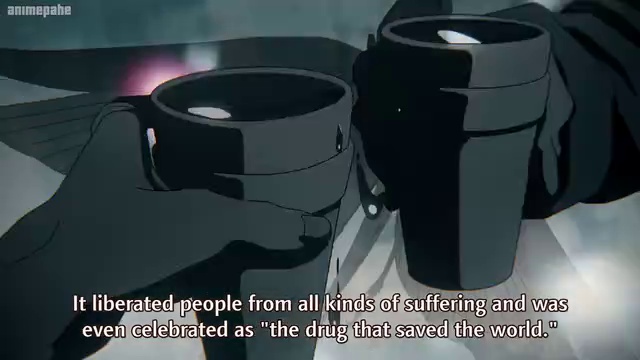 animepahe
It liberated people from all kinds of suffering and was
even celebrated as "the drug that saved the world."